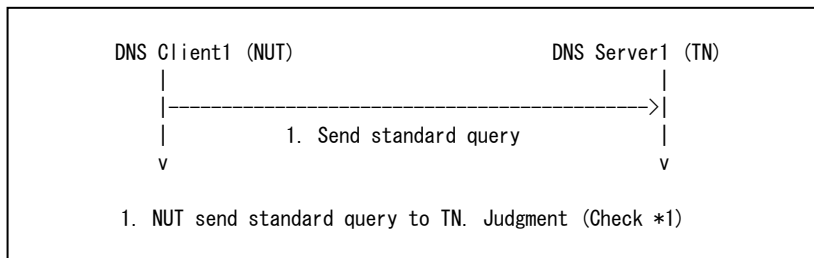 DNS Client1 (NUT) DNS Server1 (TN)
1. Send standard query
v v
1. NUT send standard query to TN. Judgment (Check *1)